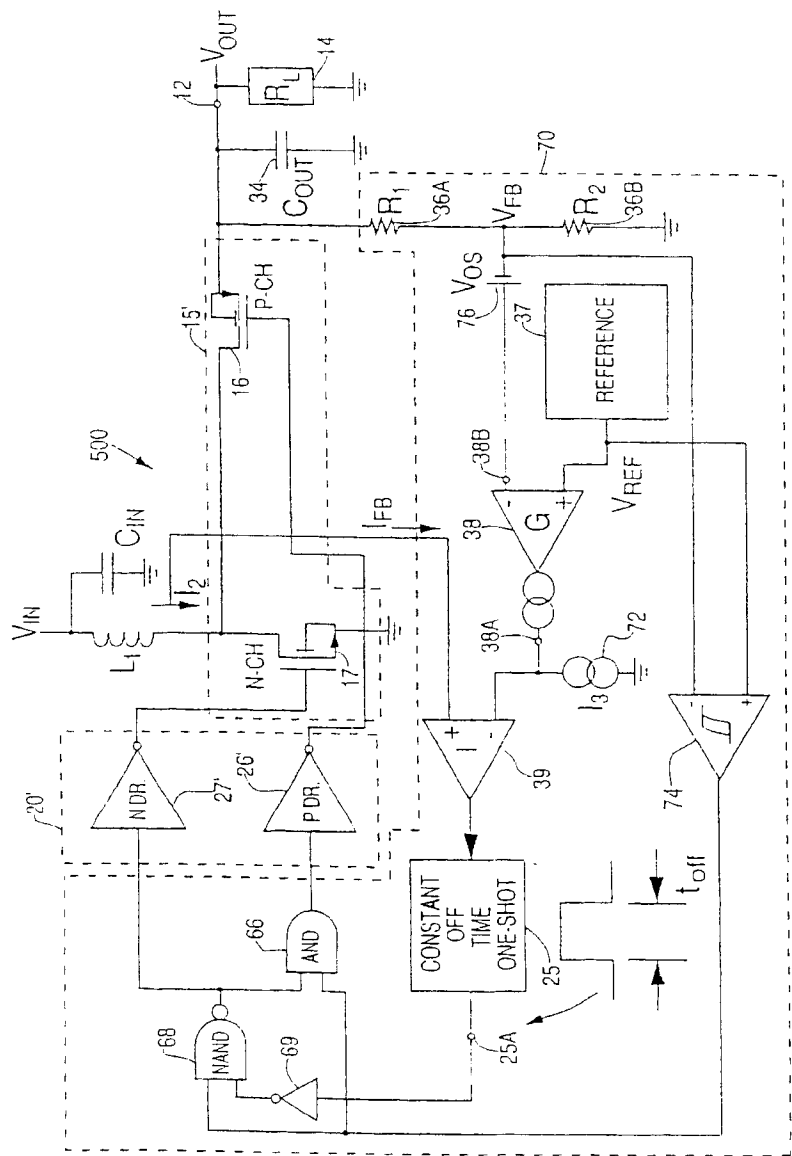 500
V_IN
C_IN
L_1
I_2
20'
27'
N DR.
26'
P DR.
N-CH
17
15'
16
P-CH
12
V_OUT
R_L
14
34
C_OUT
70
I_FB
R_1
36A
V_FB
R_2
36B
V_OS
76
37
REFERENCE
V_REF
38B
-
+
38
G
38A
72
I_3
+
-
I
39
66
AND
68
NAND
69
CONSTANT
OFF
TIME
ONE-SHOT
25
25A
t_off
74
-
+